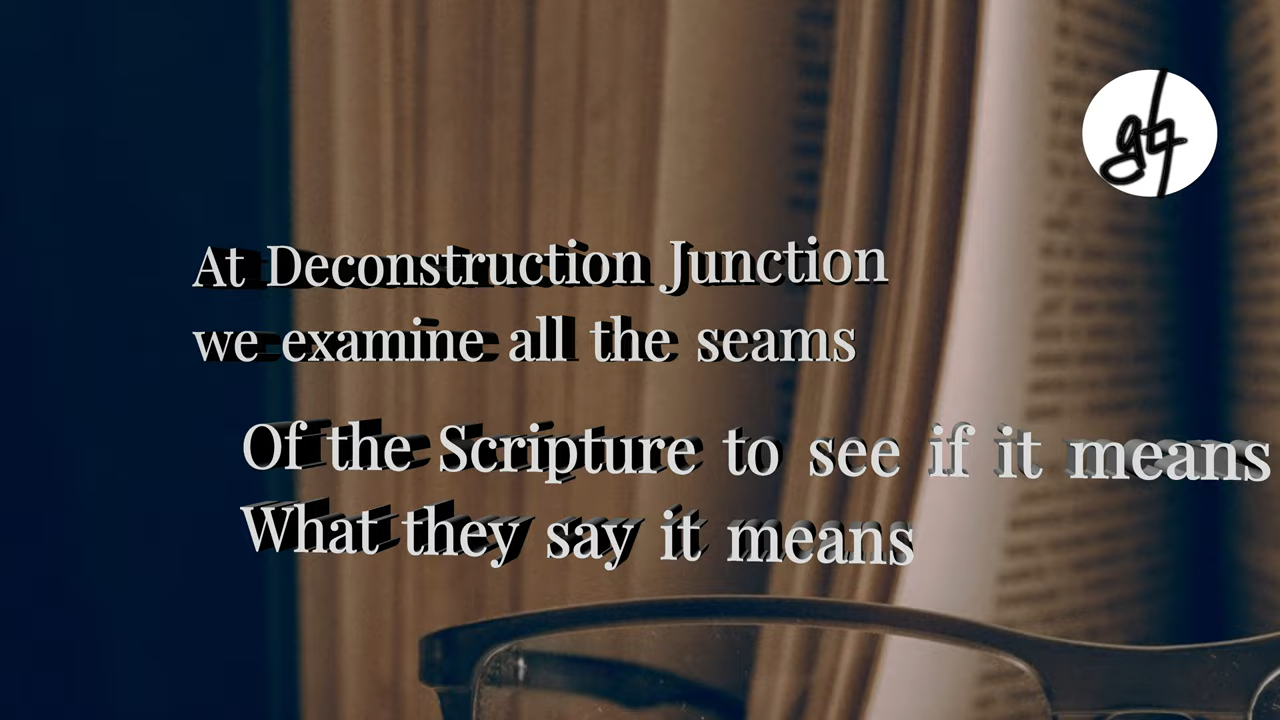 At Deconstruction Junction
we examine all the seams
Of the Scripture to see if it means
What they say it means